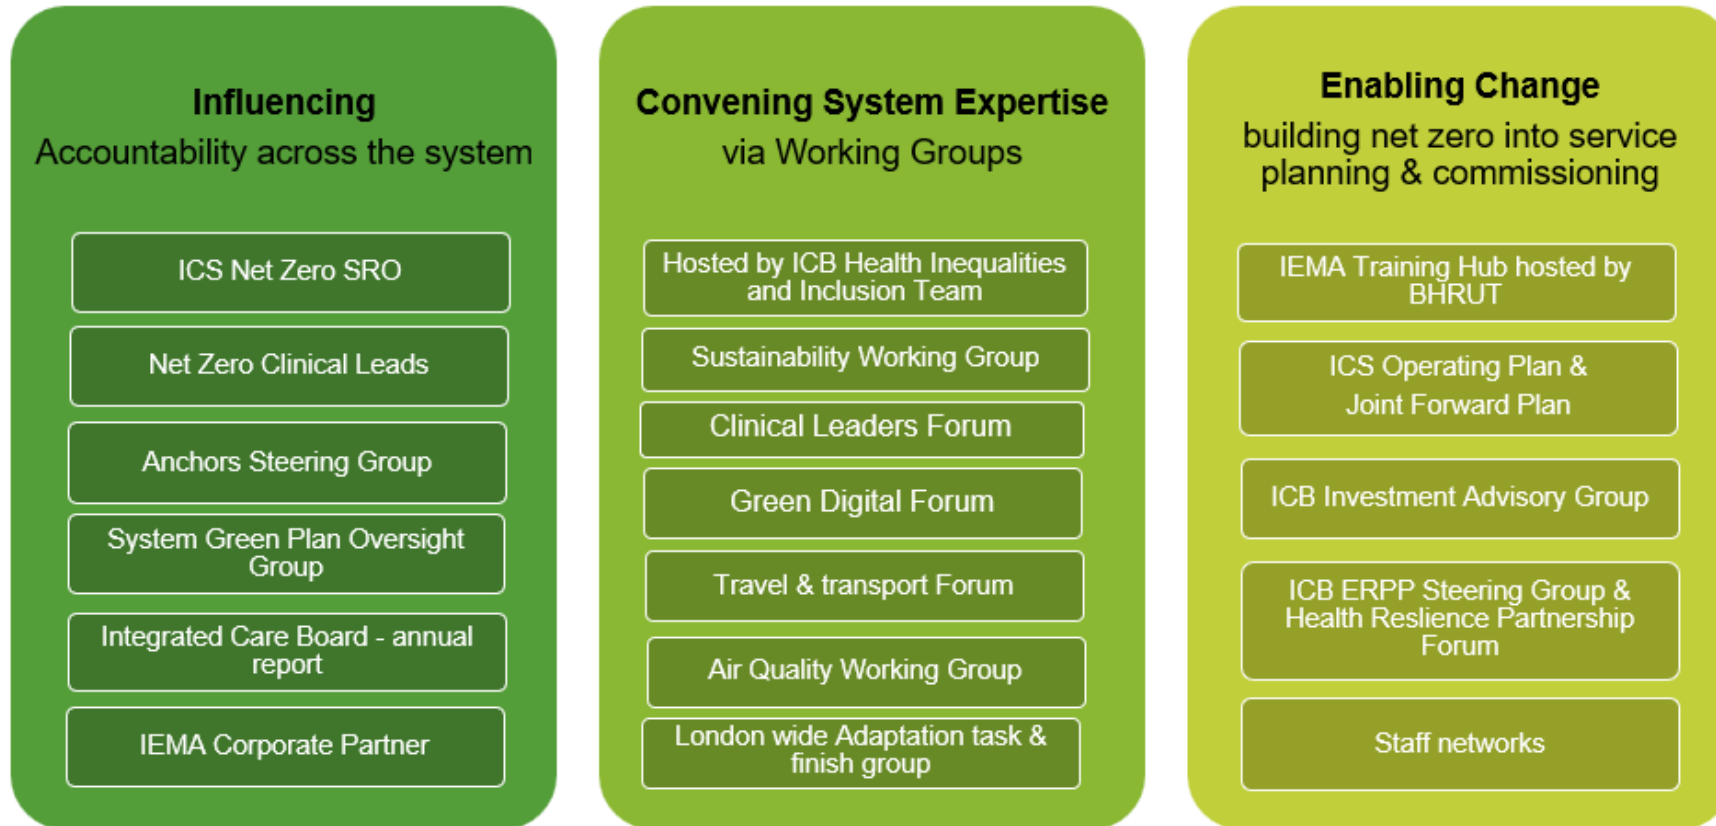 Influencing
Accountability across the system
ICS Net Zero SRO
Net Zero Clinical Leads
Anchors Steering Group
System Green Plan Oversight
Group
Integrated Care Board - annual
report
IEMA Corporate Partner
Convening System Expertise
via Working Groups
Hosted by ICB Health Inequalities
and Inclusion Team
Sustainability Working Group
Clinical Leaders Forum
Green Digital Forum
Travel & transport Forum
Air Quality Working Group
London wide Adaptation task &
finish group
Enabling Change
building net zero into service
planning & commissioning
IEMA Training Hub hosted by
BHRUT
ICS Operating Plan &
Joint Forward Plan
ICB Investment Advisory Group
ICB ERPP Steering Group &
Health Reslience Partnership
Forum
Staff networks